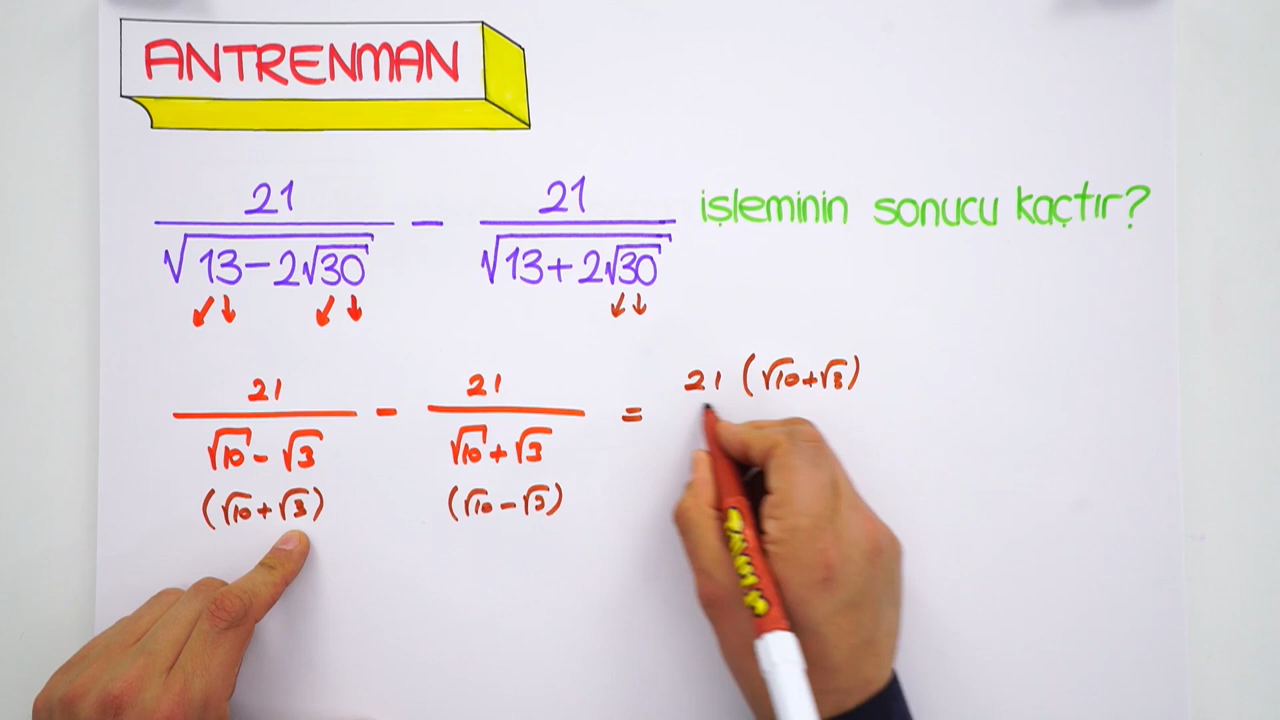 ANTRENMAN
21
21
√13-2√30 - √13+2√30 işleminin sonucu kaçtır?
21 - 21 = 21 (√10+√3)
√10-√3 √10+√3
(√10+√3) (√10-√3)